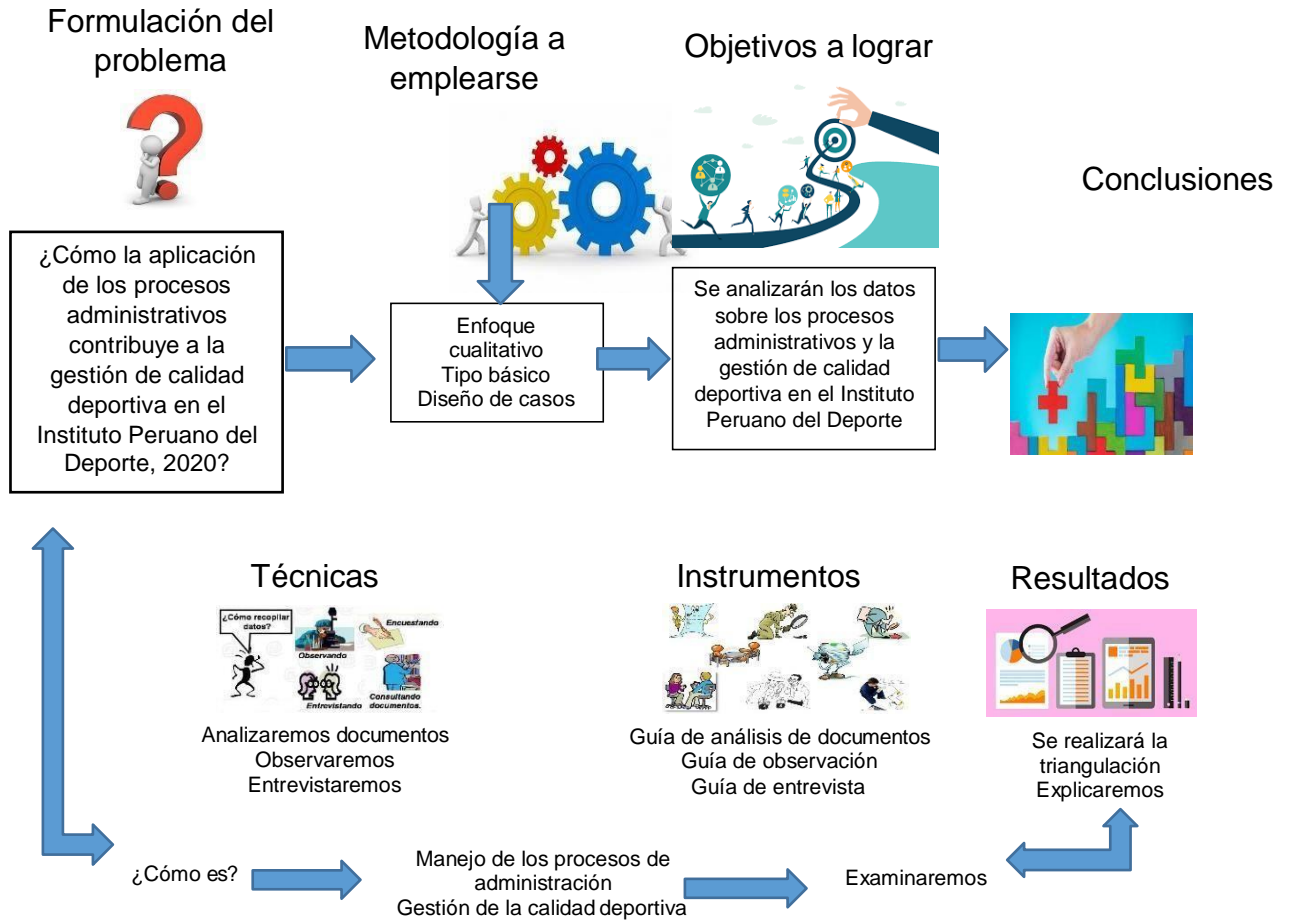 Formulación del
problema
Metodología a
emplearse
Objetivos a lograr
Conclusiones
¿Cómo la aplicación
de los procesos
administrativos
contribuye a la
gestión de calidad
deportiva en el
Instituto Peruano del
Deporte, 2020?
Enfoque
cualitativo
Tipo básico
Diseño de casos
Se analizarán los datos
sobre los procesos
administrativos y la
gestión de calidad
deportiva en el Instituto
Peruano del Deporte
Técnicas
¿Cómo recopilar
datos?
Observando
Encuestando
Entrevistando
Consultando
documentos.
Analizaremos documentos
Observaremos
Entrevistaremos
Instrumentos
Guía de análisis de documentos
Guía de observación
Guía de entrevista
Resultados
Se realizará la
triangulación
Explicaremos
¿Cómo es?
Manejo de los procesos de
administración
Gestión de la calidad deportiva
Examinaremos